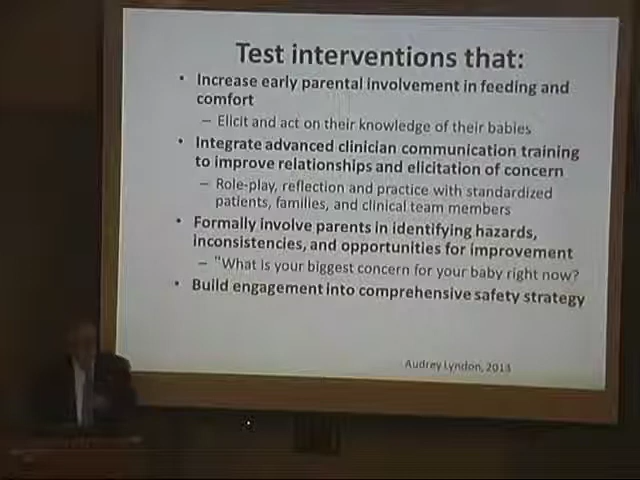 Test interventions that:
• Increase early parental involvement in feeding and
comfort
– Elicit and act on their knowledge of their babies
• Integrate advanced clinician communication training
to improve relationships and elicitation of concern
– Role-play, reflection and practice with standardized
patients, families, and clinical team members
• Formally involve parents in identifying hazards,
inconsistencies, and opportunities for improvement
– "What is your biggest concern for your baby right now?
• Build engagement into comprehensive safety strategy
Audrey Lyndon, 2013